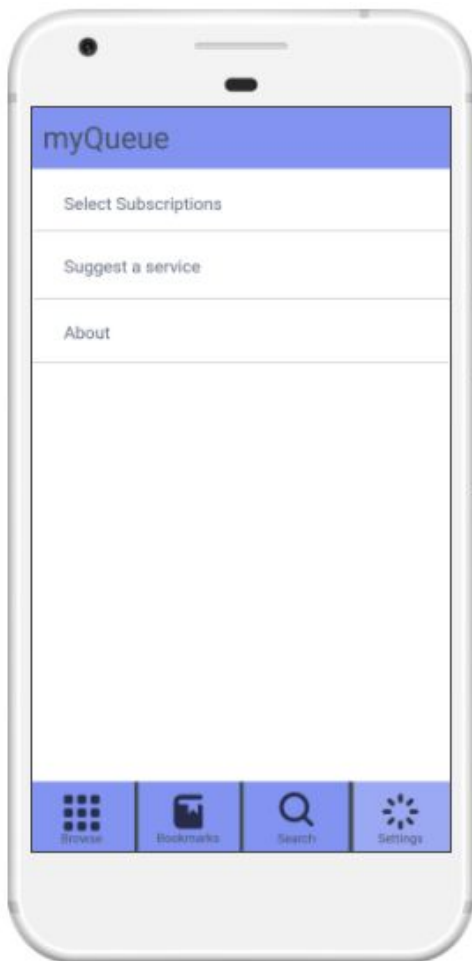 myQueue
Select Subscriptions
Suggest a service
About
Browse
Bookmarks
Search
Settings